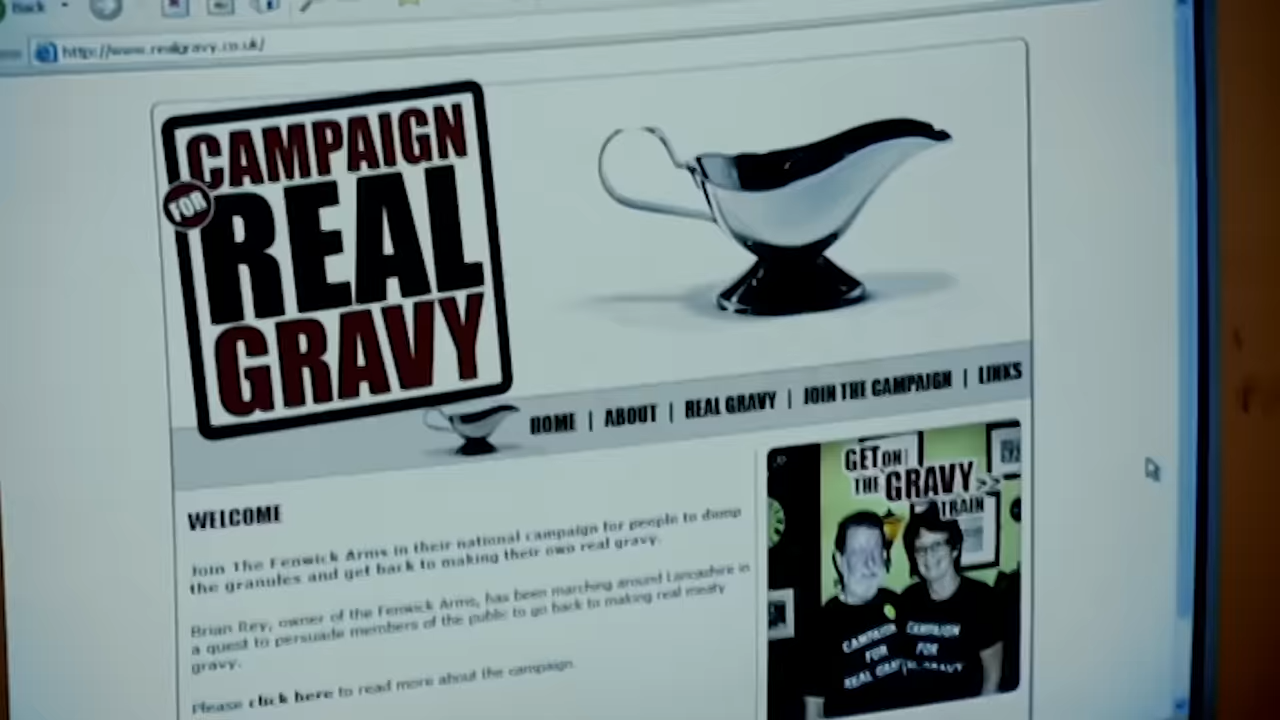 Back
http://www.realgravy.co.uk/
CAMPAIGN
FOR
REAL
GRAVY
HOME | ABOUT | REAL GRAVY | JOIN THE CAMPAIGN | LINKS
WELCOME
Join The Fenwick Arms in their national campaign for people to dump
the granules and get back to making their own real gravy.
Brian Rey, owner of the Fenwick Arms, has been marching around Lancashire in
a quest to persuade members of the public to go back to making real meaty
gravy.
Please click here to read more about the campaign.
GET ON
THE GRAVY >>
TRAIN
CAMPAIGN
FOR
REAL
CAMPAIGN
FOR
GRAVY